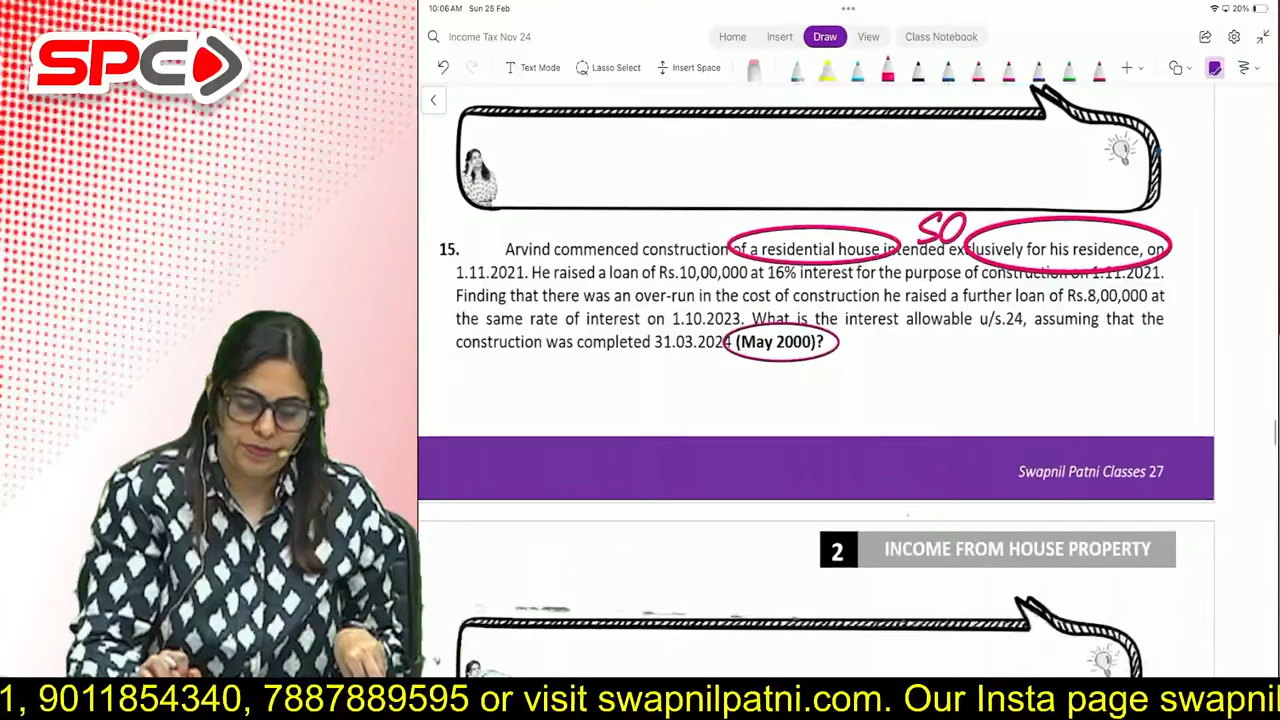 10:06 AM Sun 25 Feb
20%
SPC
Income Tax Nov 24
Home Insert Draw View Class Notebook
Text Mode Lasso Select Insert Space
SO
15. Arvind commenced construction of a residential house intended exclusively for his residence, on
1.11.2021. He raised a loan of Rs.10,00,000 at 16% interest for the purpose of construction on 1.11.2021.
Finding that there was an over-run in the cost of construction he raised a further loan of Rs.8,00,000 at
the same rate of interest on 1.10.2023. What is the interest allowable u/s.24, assuming that the
construction was completed 31.03.2024 (May 2000)?
Swapnil Patni Classes 27
2 INCOME FROM HOUSE PROPERTY
1, 9011854340, 7887889595 or visit swapnilpatni.com. Our Insta page swapnil